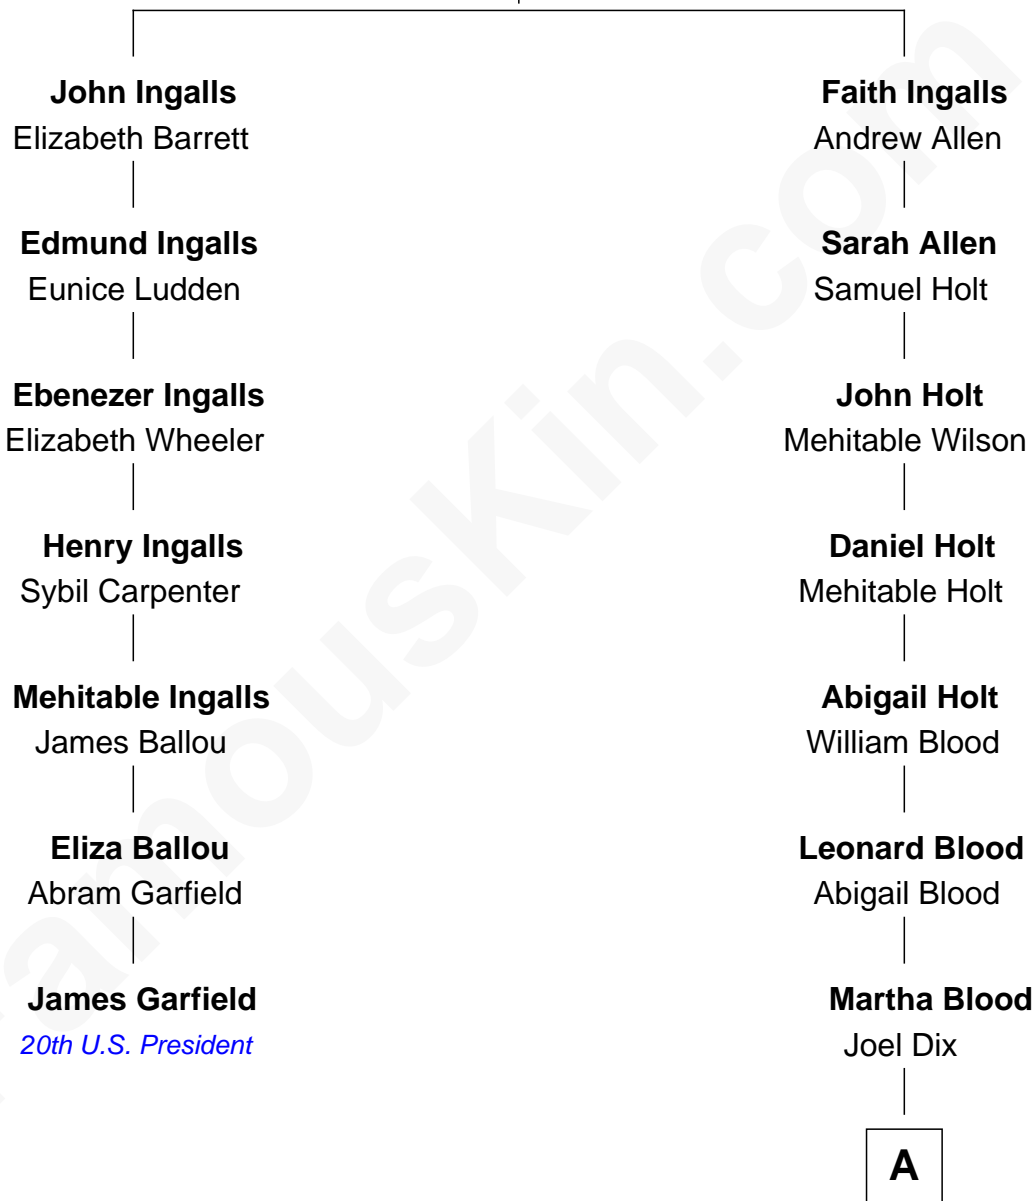 John Ingalls
Elizabeth Barrett
Edmund Ingalls
Eunice Ludden
Ebenezer Ingalls
Elizabeth Wheeler
Henry Ingalls
Sybil Carpenter
Mehitable Ingalls
James Ballou
Eliza Ballou
Abram Garfield
James Garfield
20th U.S. President
Faith Ingalls
Andrew Allen
Sarah Allen
Samuel Holt
John Holt
Mehitable Wilson
Daniel Holt
Mehitable Holt
Abigail Holt
William Blood
Leonard Blood
Abigail Blood
Martha Blood
Joel Dix
A
FamousKin.com